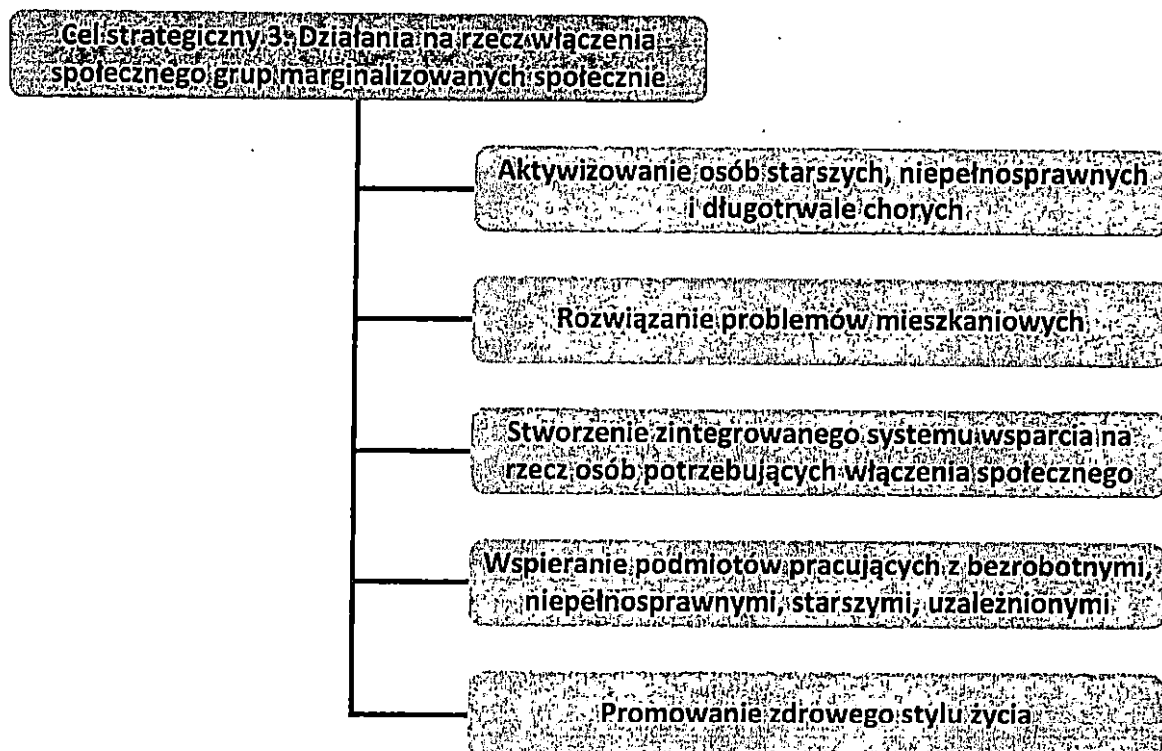 Cel strategiczny 3. Działania na rzecz włączenia
społecznego grup marginalizowanych społecznie
Aktywizowanie osób starszych, niepełnosprawnych
i długotrwale chorych
Rozwiązanie problemów mieszkaniowych
Stworzenie zintegrowanego systemu wsparcia na
rzecz osób potrzebujących włączenia społecznego
Wspieranie podmiotów pracujących z bezrobotnymi,
niepełnosprawnymi, starszymi, uzależnionymi
Promowanie zdrowego stylu życia